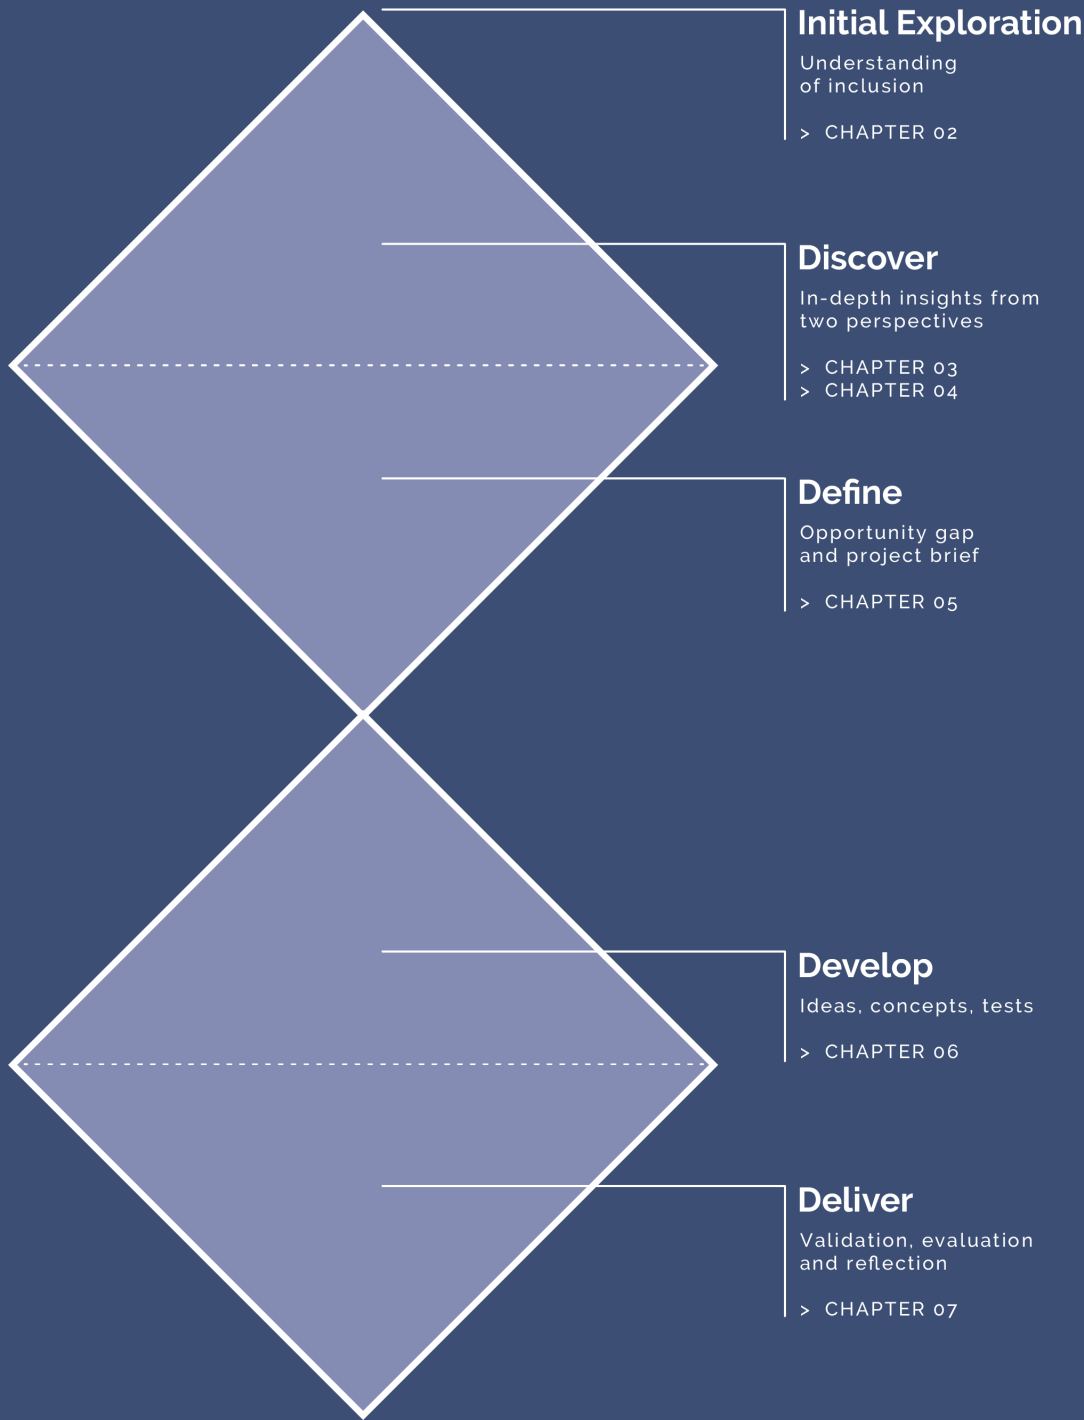 Initial Exploration
Understanding
of inclusion
> CHAPTER 02
Discover
In-depth insights from
two perspectives
> CHAPTER 03
> CHAPTER 04
Define
Opportunity gap
and project brief
> CHAPTER 05
Develop
Ideas, concepts, tests
> CHAPTER 06
Deliver
Validation, evaluation
and reflection
> CHAPTER 07